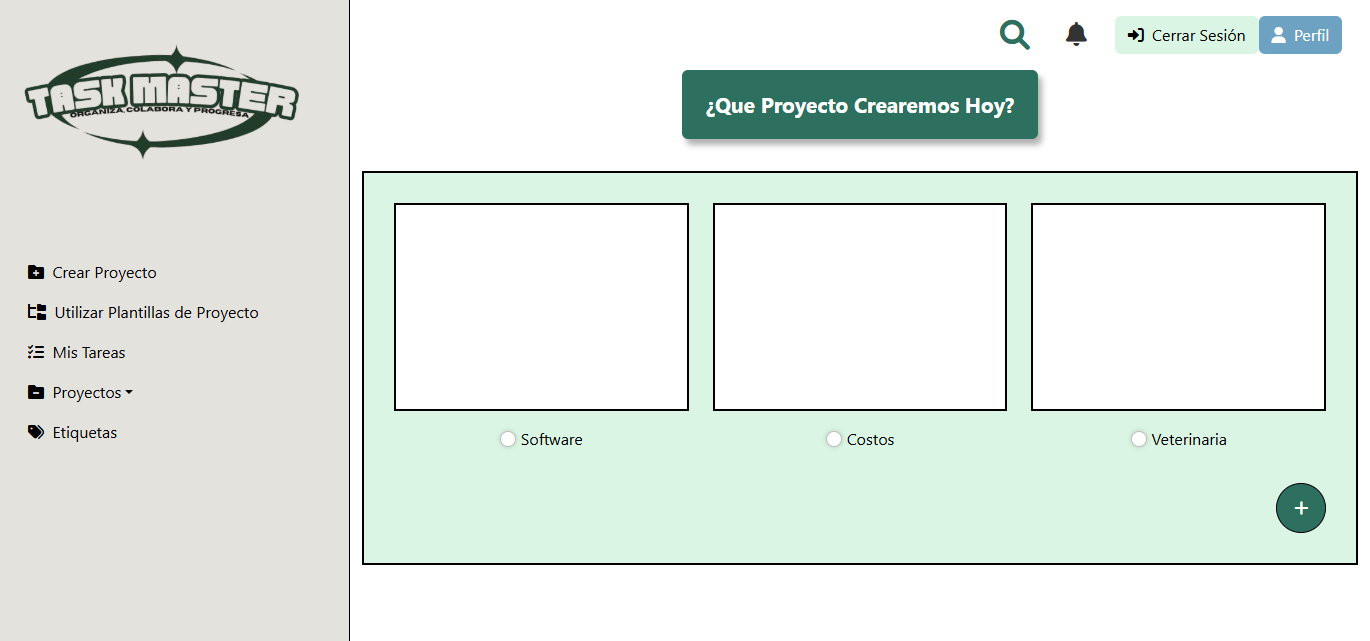 TASK MASTER
ORGANIZA, COLABORA Y PROGRESA
Crear Proyecto
Utilizar Plantillas de Proyecto
Mis Tareas
Proyectos
Etiquetas
Cerrar Sesión
Perfil
¿Que Proyecto Crearemos Hoy?
Software
Costos
Veterinaria
+